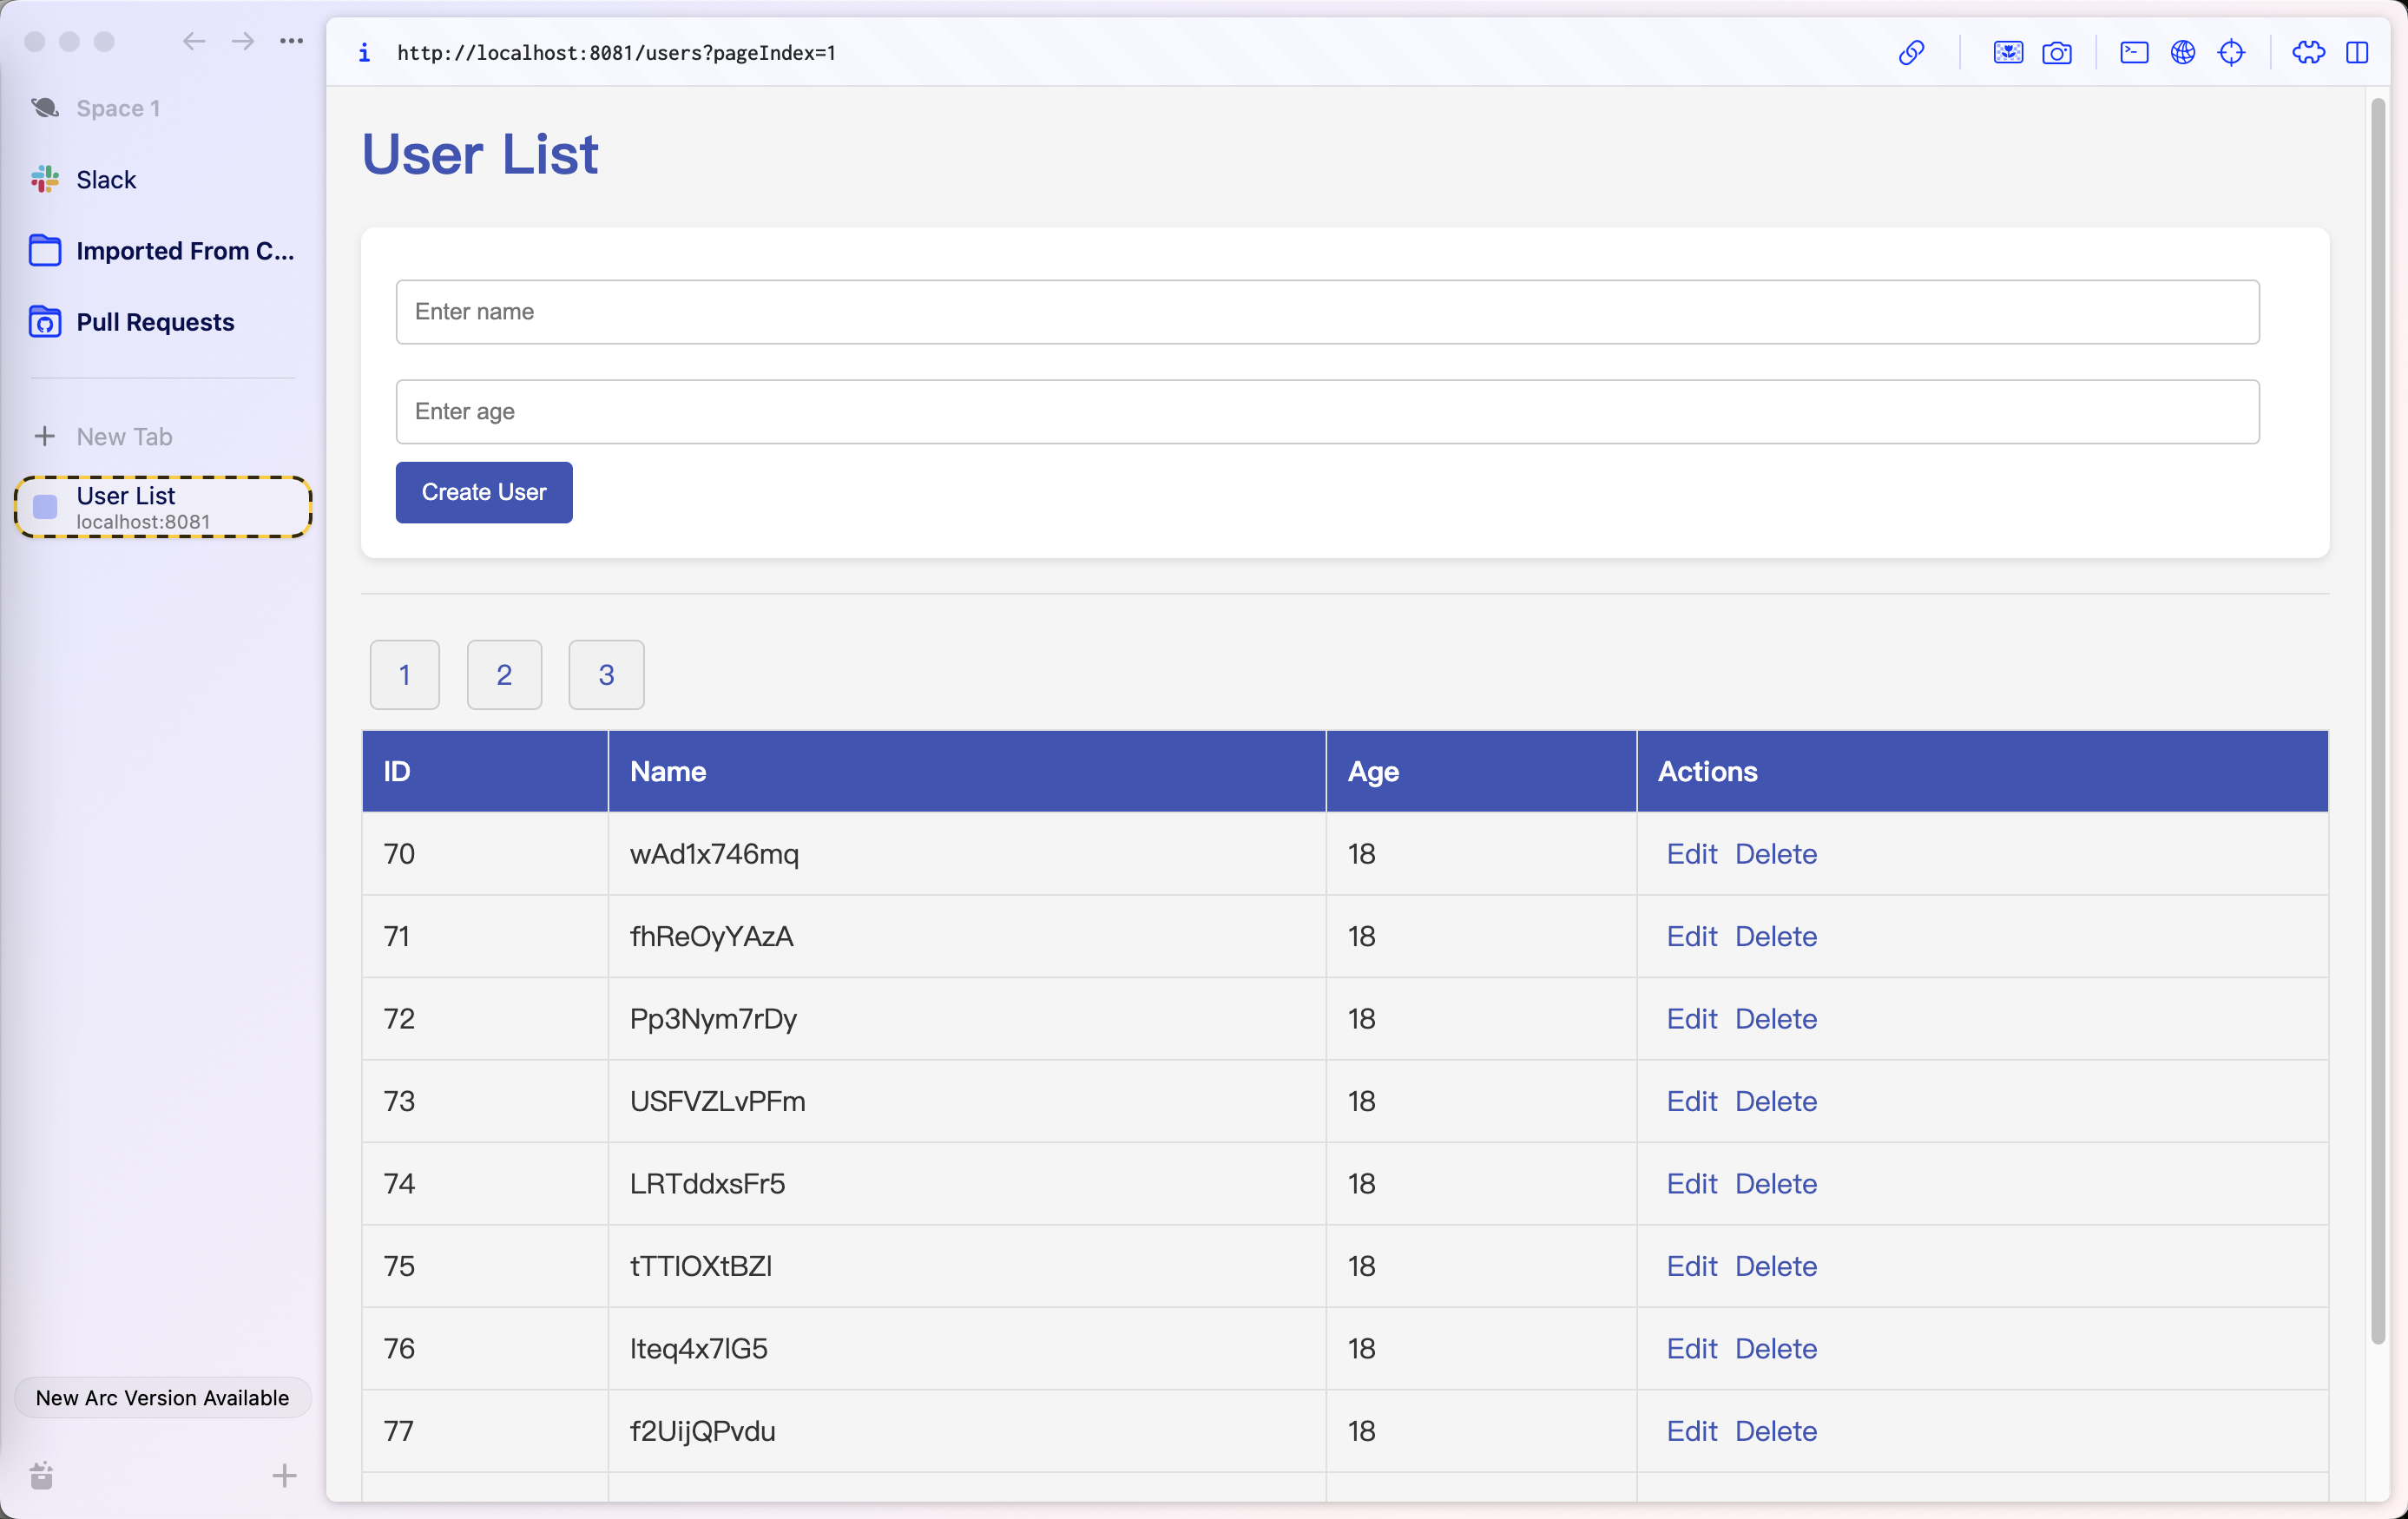 Space 1
Slack
Imported From C...
Pull Requests
New Tab
User List
localhost:8081
New Arc Version Available
http://localhost:8081/users?pageIndex=1
User List
Enter name
Enter age
Create User
1 2 3
ID Name Age Actions
70 wAd1x746mq 18 Edit Delete
71 fhReOyYAzA 18 Edit Delete
72 Pp3Nym7rDy 18 Edit Delete
73 USFVZLvPFm 18 Edit Delete
74 LRTddxsFr5 18 Edit Delete
75 18 Edit Delete
76 18 Edit Delete
77 f2UijQPvdu 18 Edit Delete